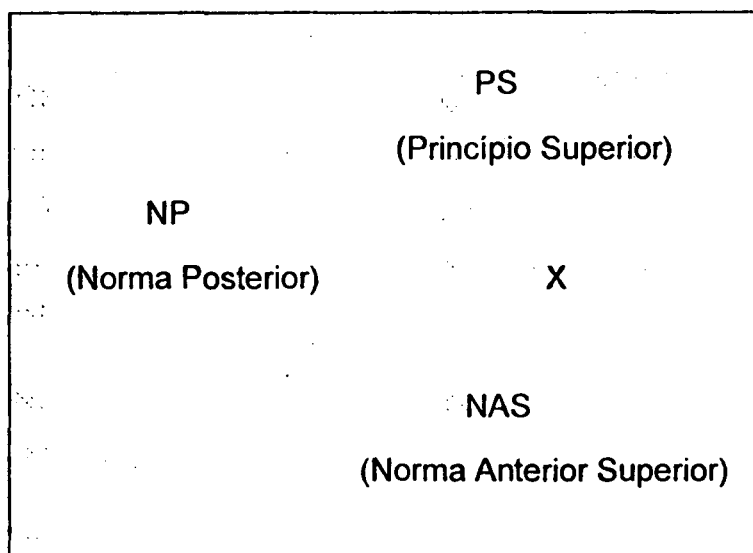 PS
(Princípio Superior)
NP
(Norma Posterior)
X
NAS
(Norma Anterior Superior)